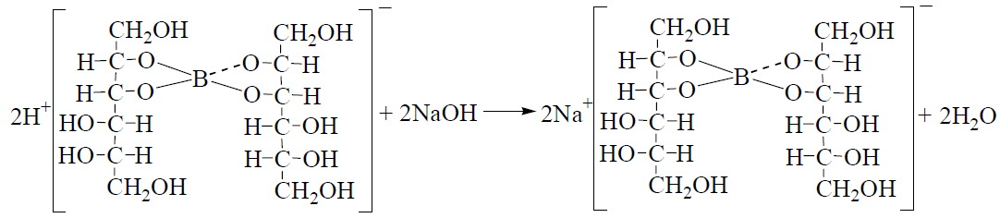 CH₂OH CH₂OH − CH₂OH CH₂OH −
H–C–O O–C–H H–C–O O–C–H
B B
H–C–O O–C–H H–C–O O–C–H
2H⁺ HO–C–H H–C–OH + 2NaOH ⟶ 2Na⁺ HO–C–H H–C–OH + 2H₂O
HO–C–H H–C–OH HO–C–H H–C–OH
CH₂OH CH₂OH CH₂OH CH₂OH